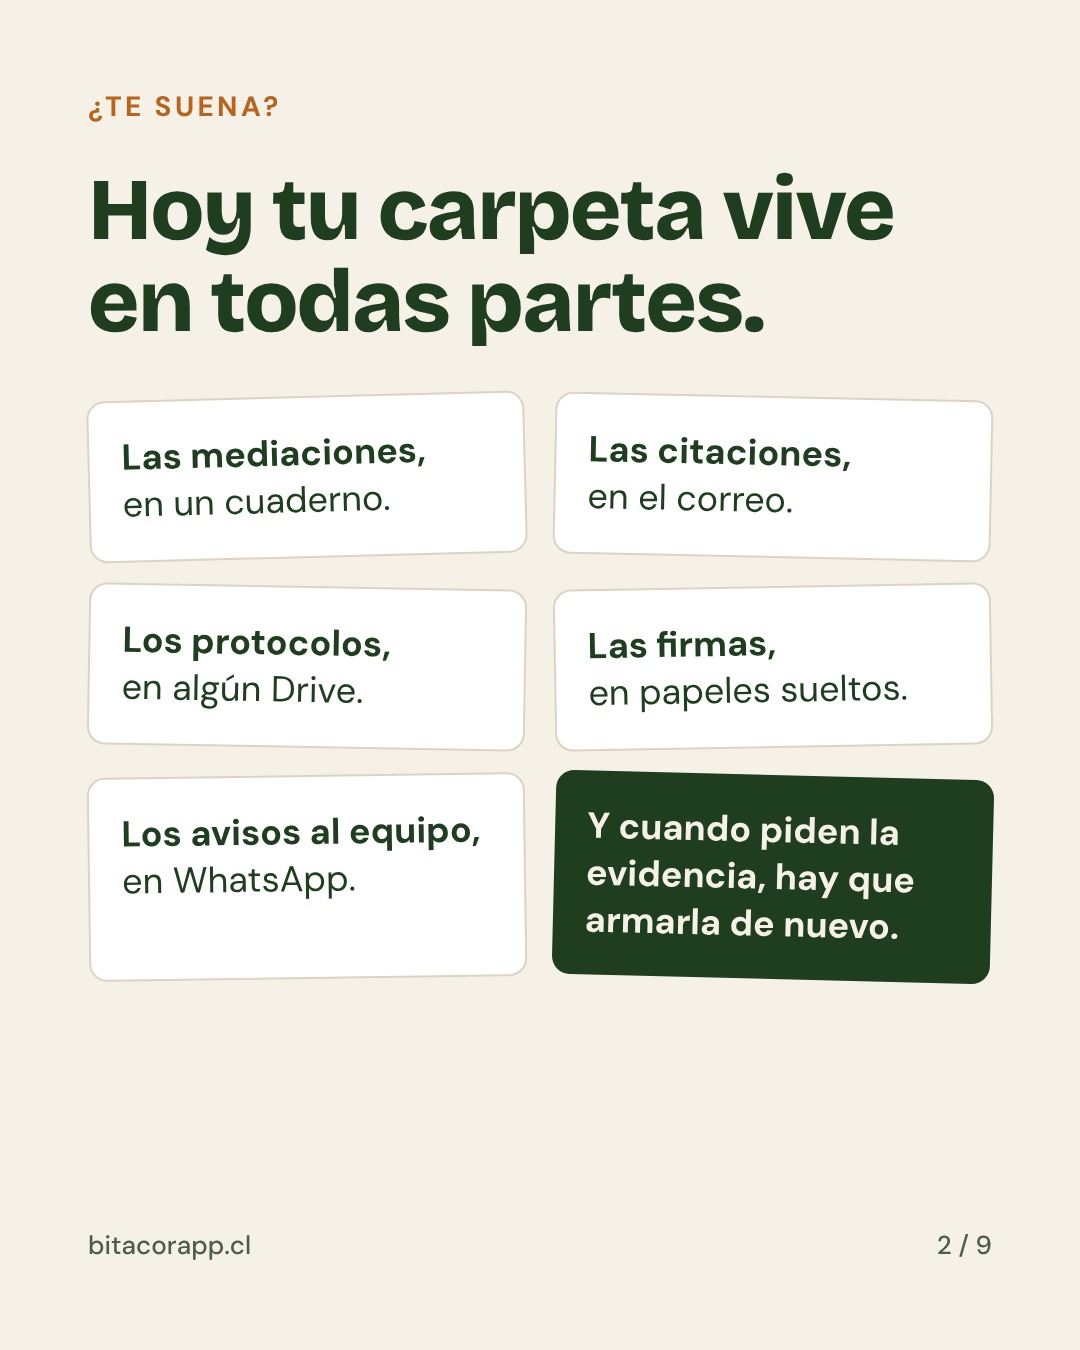 ¿TE SUENA?
Hoy tu carpeta vive
en todas partes.
Las mediaciones,
en un cuaderno.
Las citaciones,
en el correo.
Los protocolos,
en algún Drive.
Las firmas,
en papeles sueltos.
Los avisos al equipo,
en WhatsApp.
Y cuando piden la
evidencia, hay que
armarla de nuevo.
bitacorapp.cl
2 / 9